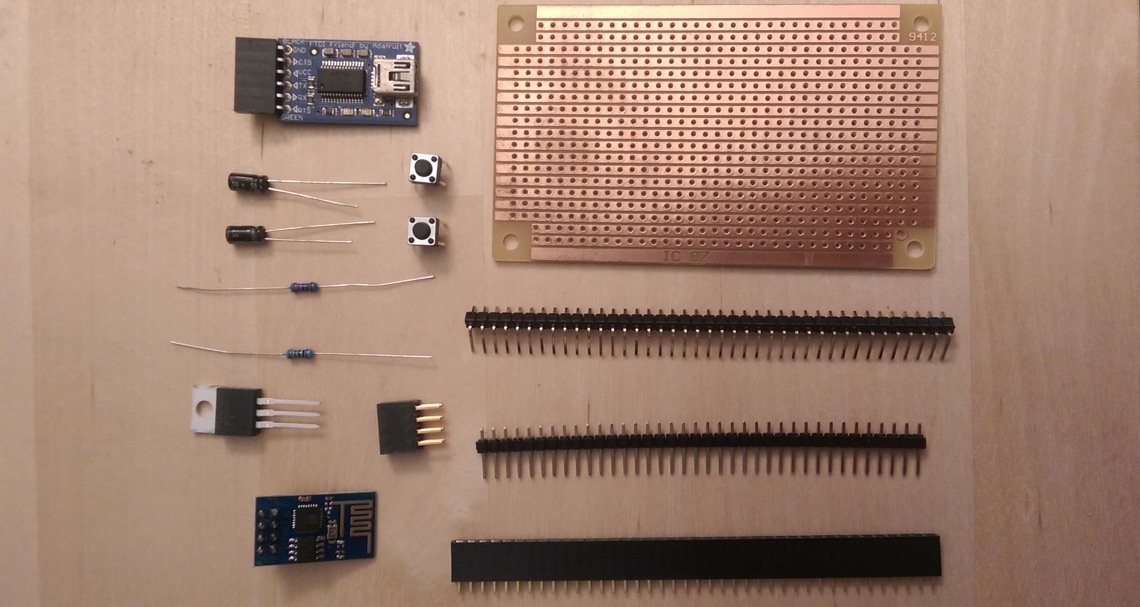 BLACK FTDI Friend by Adafruit
GND
CTS
VCC
TX
RX
RTS
GREEN
9412
IC 87